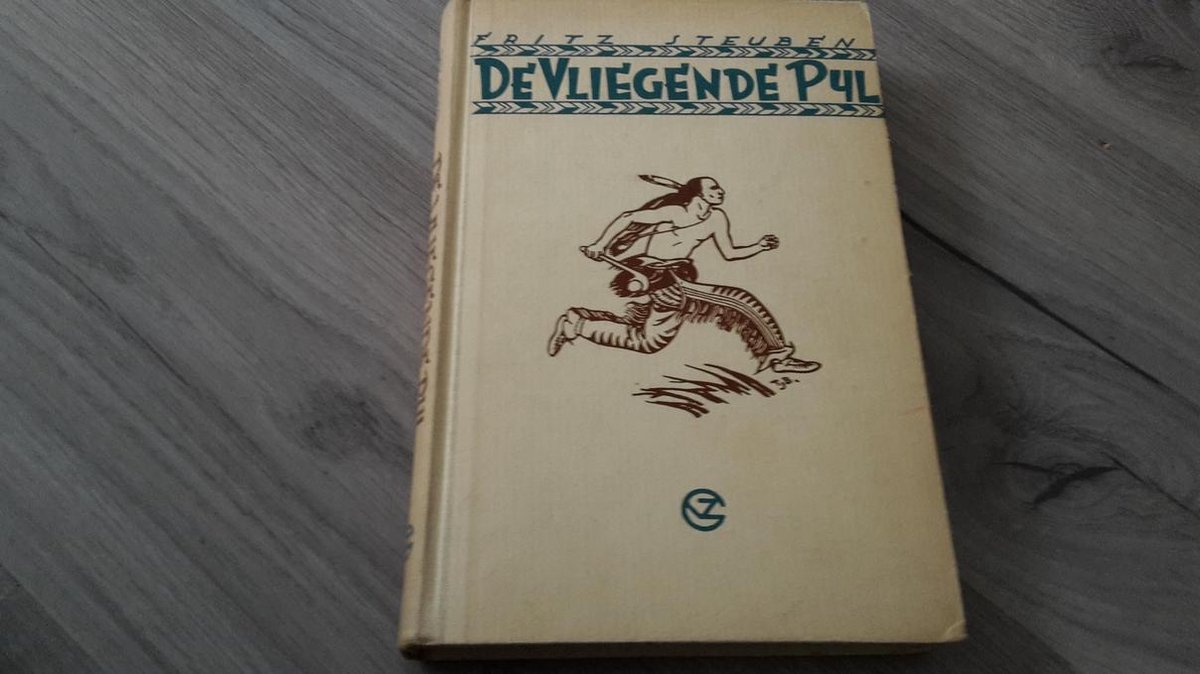 FRITZ STEUBEN
DE VLIEGENDE PYL